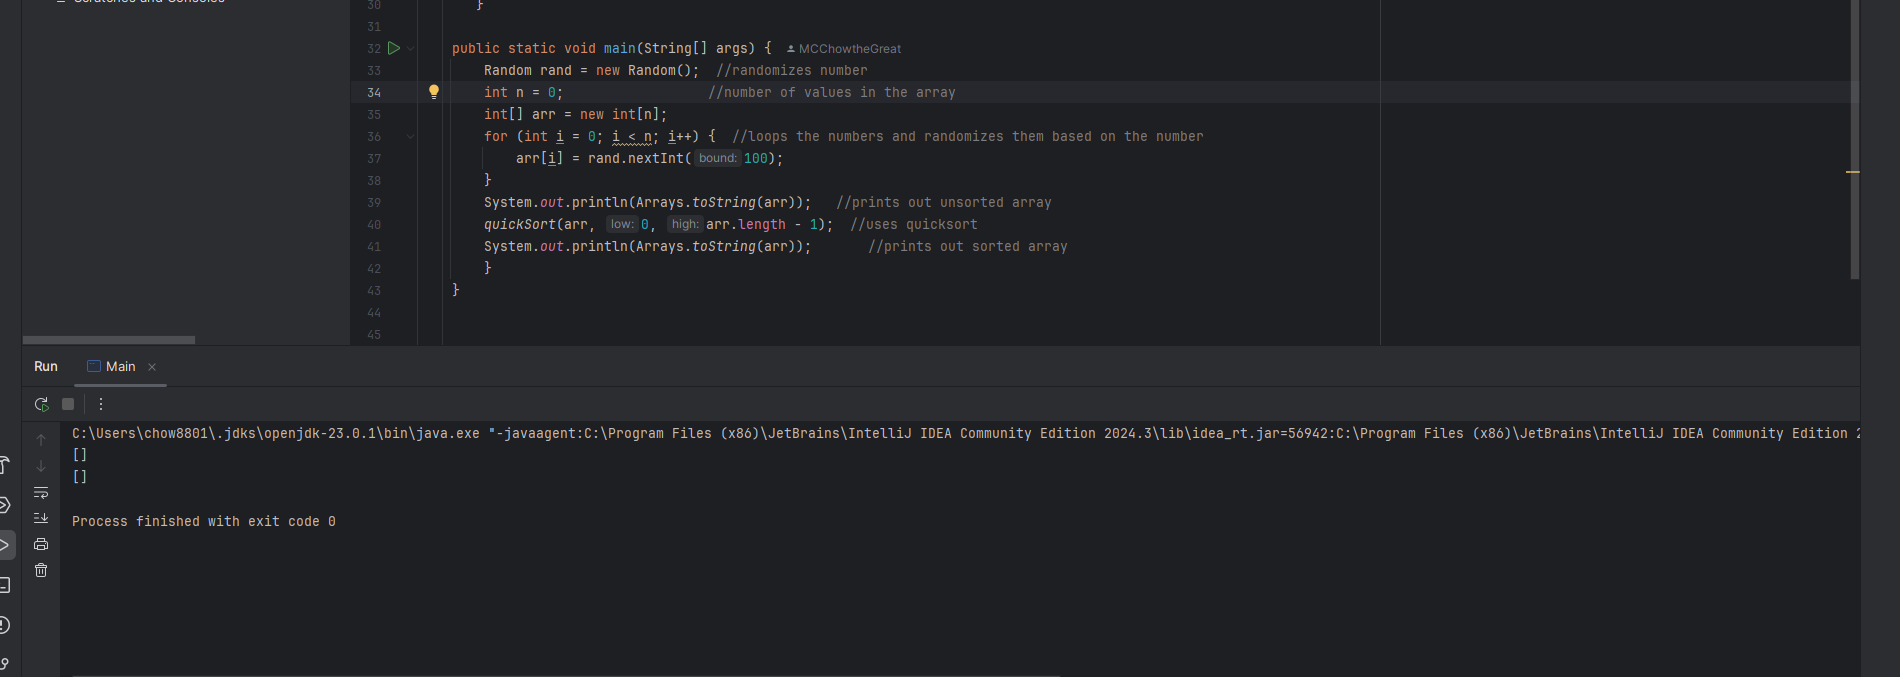 Scratches and Consoles
30 }
31
32 public static void main(String[] args) { MCChowtheGreat
33 Random rand = new Random(); //randomizes number
34 int n = 0; //number of values in the array
35 int[] arr = new int[n];
36 for (int i = 0; i < n; i++) { //loops the numbers and randomizes them based on the number
37 arr[i] = rand.nextInt( bound: 100);
38 }
39 System.out.println(Arrays.toString(arr)); //prints out unsorted array
40 quickSort(arr, low: 0, high: arr.length - 1); //uses quicksort
41 System.out.println(Arrays.toString(arr)); //prints out sorted array
42 }
43 }
44
45
Run Main
C:\Users\chow8801\.jdks\openjdk-23.0.1\bin\java.exe "-javaagent:C:\Program Files (x86)\JetBrains\IntelliJ IDEA Community Edition 2024.3\lib\idea_rt.jar=56942:C:\Program Files (x86)\JetBrains\IntelliJ IDEA Community Edition 2
[]
[]
Process finished with exit code 0